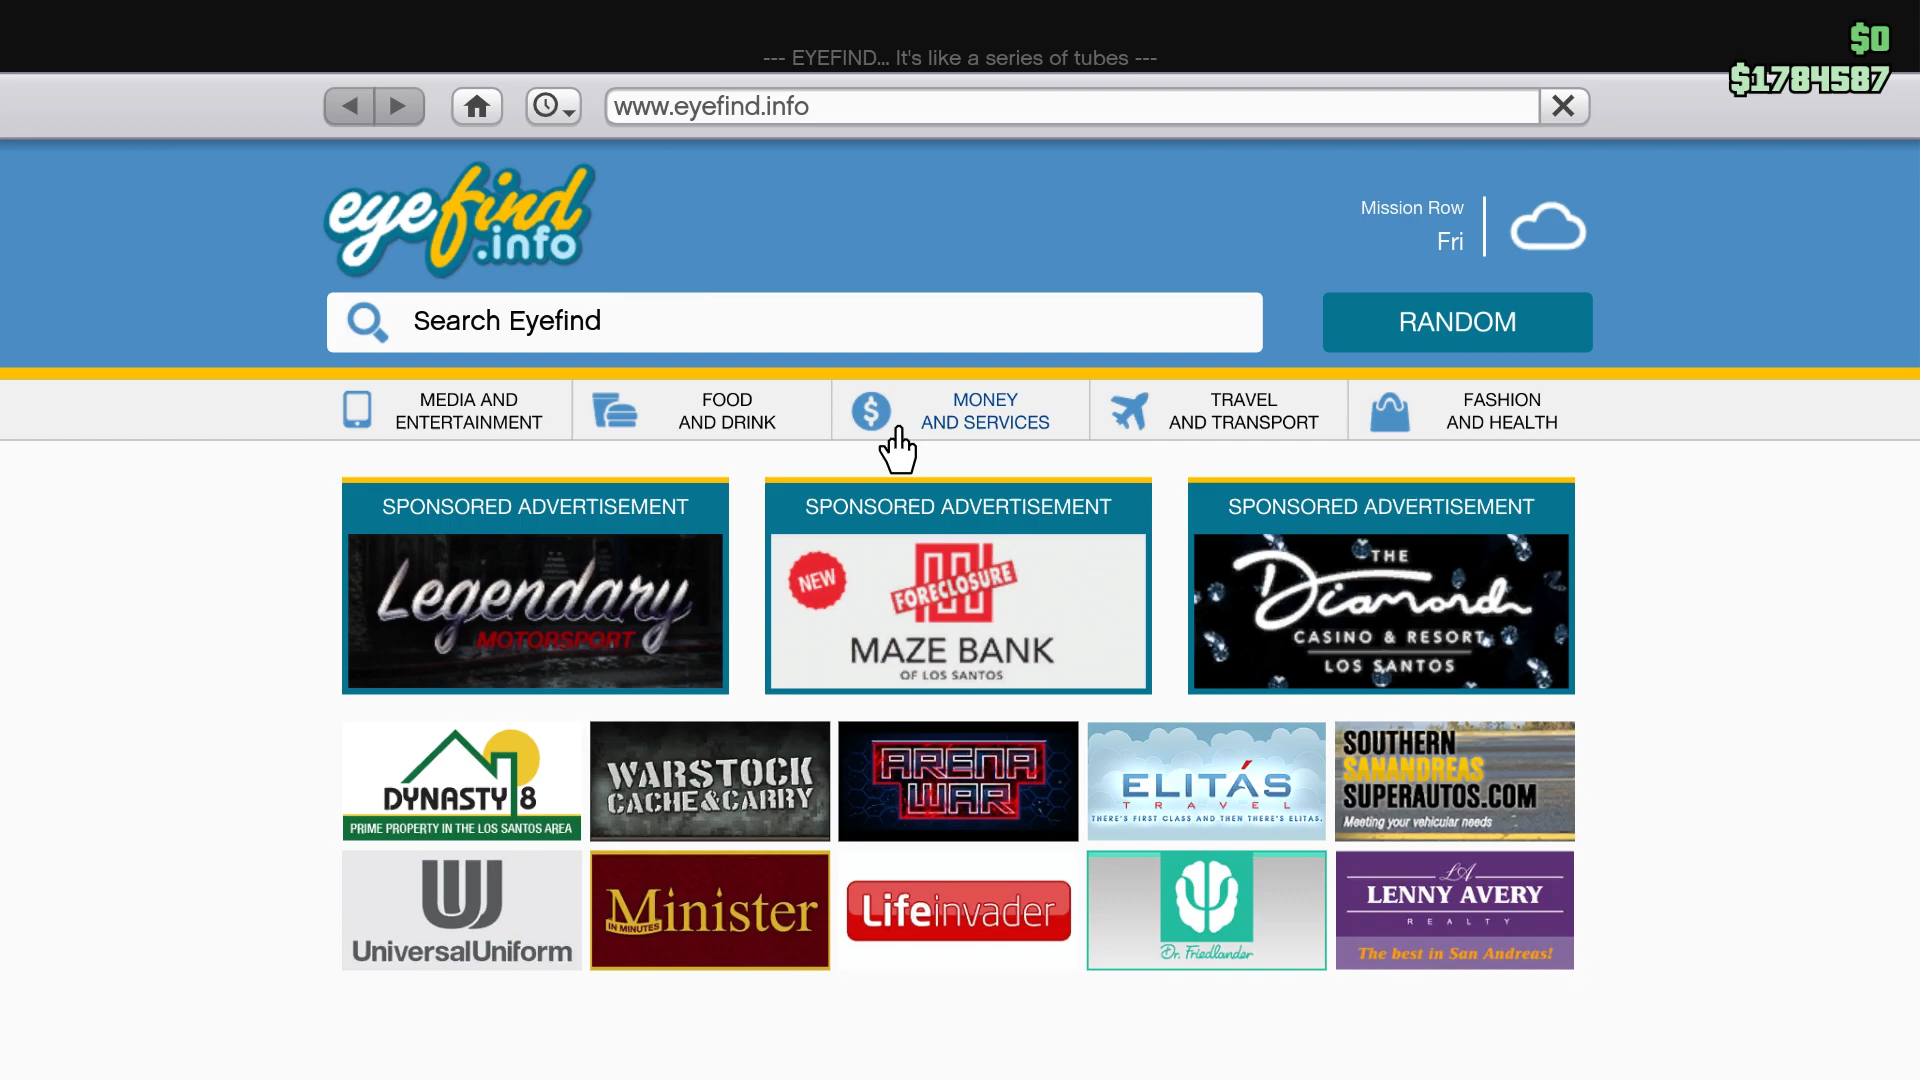 --- EYEFIND... It's like a series of tubes ---
$0
$1784587
www.eyefind.info
eyefind
.info
Mission Row
Fri
Search Eyefind
RANDOM
MEDIA AND
ENTERTAINMENT
FOOD
AND DRINK
MONEY
AND SERVICES
TRAVEL
AND TRANSPORT
FASHION
AND HEALTH
SPONSORED ADVERTISEMENT
Legendary
MOTORSPORT
SPONSORED ADVERTISEMENT
NEW
FORECLOSURE
MAZE BANK
OF LOS SANTOS
SPONSORED ADVERTISEMENT
THE
Diamond
CASINO & RESORT
LOS SANTOS
DYNASTY 8
PRIME PROPERTY IN THE LOS SANTOS AREA
WARSTOCK
CACHE&CARRY
ARENA
WAR
ELITÁS
TRAVEL
THERE'S FIRST CLASS AND THEN THERE'S ELITAS.
SOUTHERN
SANANDREAS
SUPERAUTOS.COM
Meeting your vehicular needs
UniversalUniform
Minister
IN MINUTES
Lifeinvader
Dr. Friedlander
LA
LENNY AVERY
REALTY
The best in San Andreas!